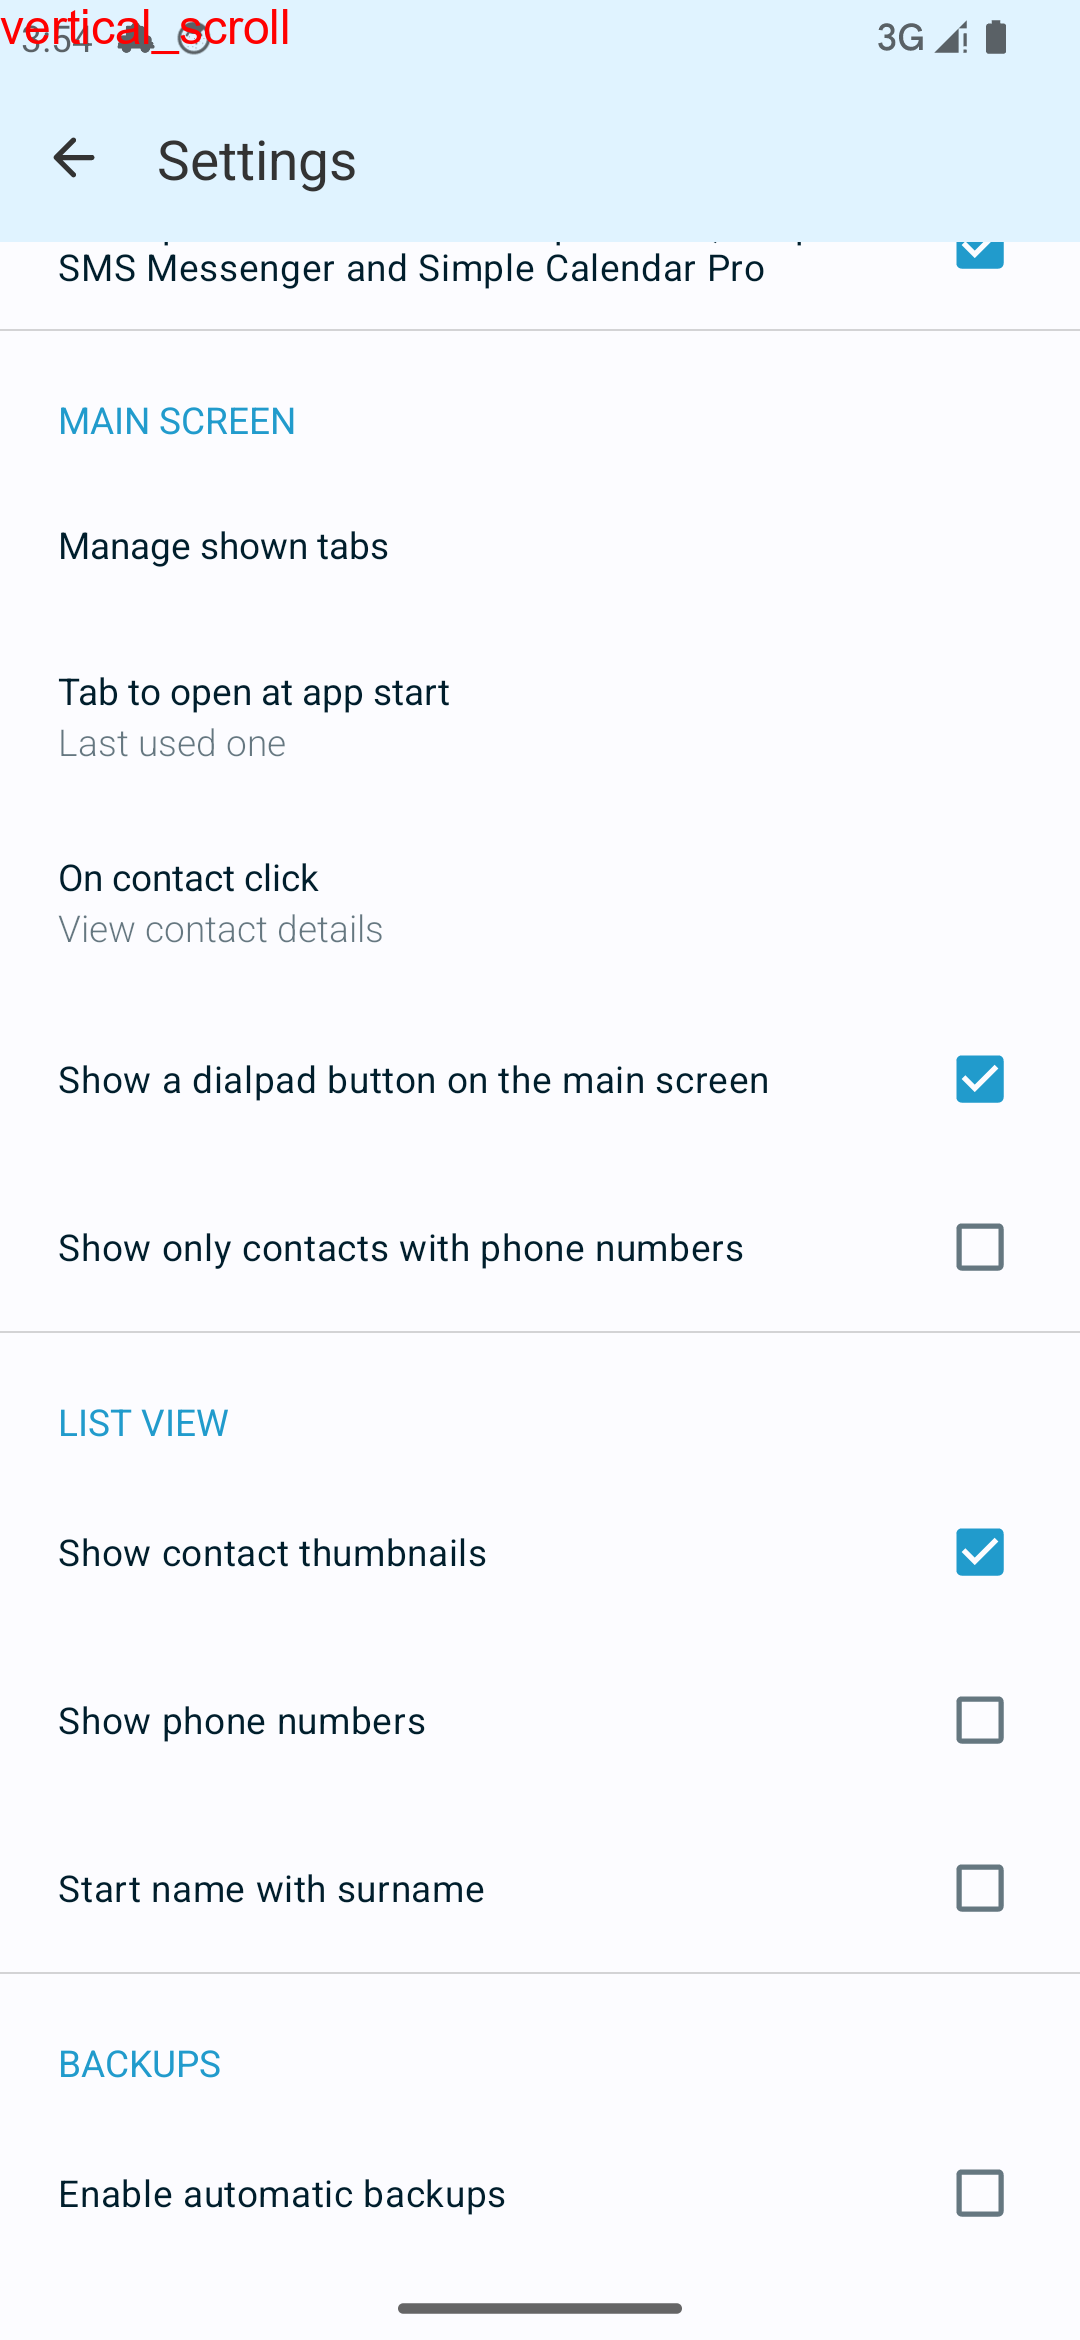 vertical_scroll
3:54
3G
Settings
SMS Messenger and Simple Calendar Pro
MAIN SCREEN
Manage shown tabs
Tab to open at app start
Last used one
On contact click
View contact details
Show a dialpad button on the main screen
Show only contacts with phone numbers
LIST VIEW
Show contact thumbnails
Show phone numbers
Start name with surname
BACKUPS
Enable automatic backups